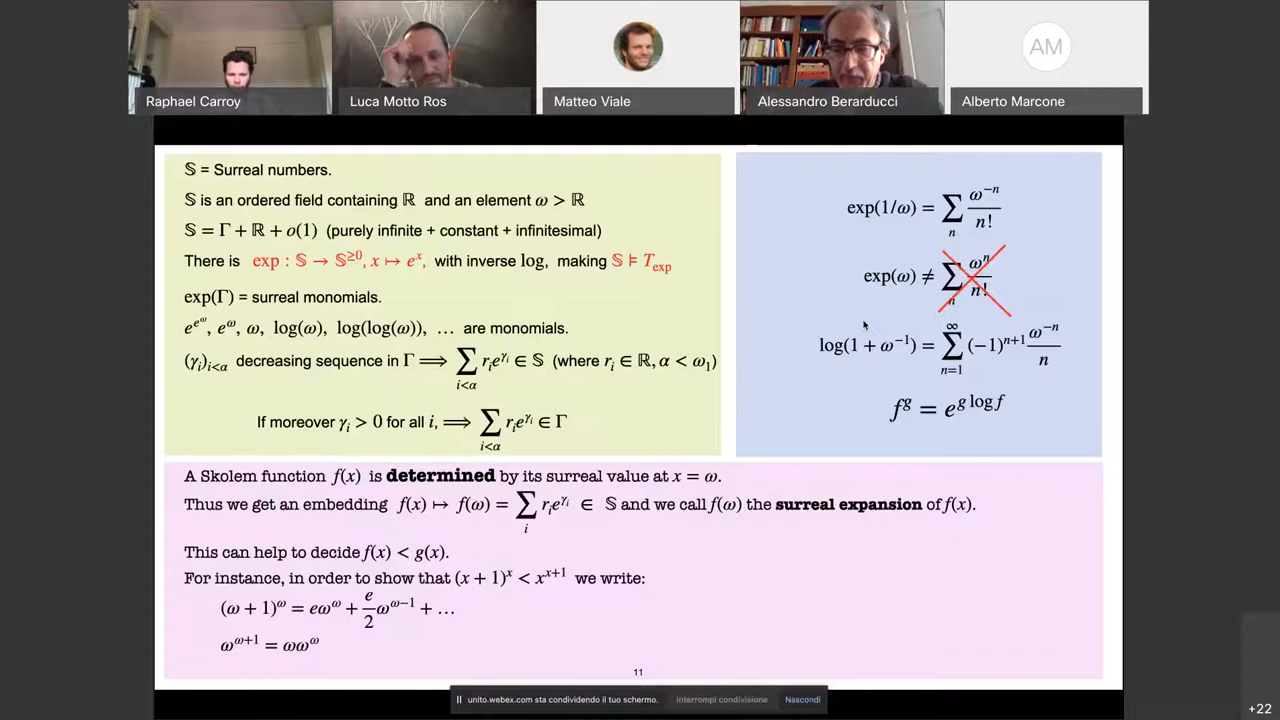 Raphael Carroy
Luca Motto Ros
Matteo Viale
Alessandro Berarducci
AM
Alberto Marcone
𝕊 = Surreal numbers.
𝕊 is an ordered field containing ℝ and an element ω > ℝ
𝕊 = Γ + ℝ + o(1) (purely infinite + constant + infinitesimal)
There is exp : 𝕊 → 𝕊^{≥0}, x ↦ e^x, with inverse log, making 𝕊 ⊨ T_{exp}
exp(Γ) = surreal monomials.
e^{e^ω}, e^ω, ω, log(ω), log(log(ω)), … are monomials.
(γ_i)_{i<α} decreasing sequence in Γ ⟹ ∑_{i<α} r_i e^{γ_i} ∈ 𝕊 (where r_i ∈ ℝ, α < ω_1)
If moreover γ_i > 0 for all i, ⟹ ∑_{i<α} r_i e^{γ_i} ∈ Γ
exp(1/ω) = ∑_n ω^{-n}/n!
exp(ω) ≠ ∑_n ω^n/n!
log(1 + ω^{-1}) = ∑_{n=1}^{∞} (-1)^{n+1} ω^{-n}/n
f^g = e^{g log f}
A Skolem function f(x) is determined by its surreal value at x = ω.
Thus we get an embedding f(x) ↦ f(ω) = ∑_i r_i e^{γ_i} ∈ 𝕊 and we call f(ω) the surreal expansion of f(x).
This can help to decide f(x) < g(x).
For instance, in order to show that (x + 1)^x < x^{x+1} we write:
(ω + 1)^ω = eω^ω + e/2 ω^{ω-1} + …
ω^{ω+1} = ωω^ω
11
unito.webex.com sta condividendo il tuo schermo.
Interrompi condivisione
Nascondi
+22